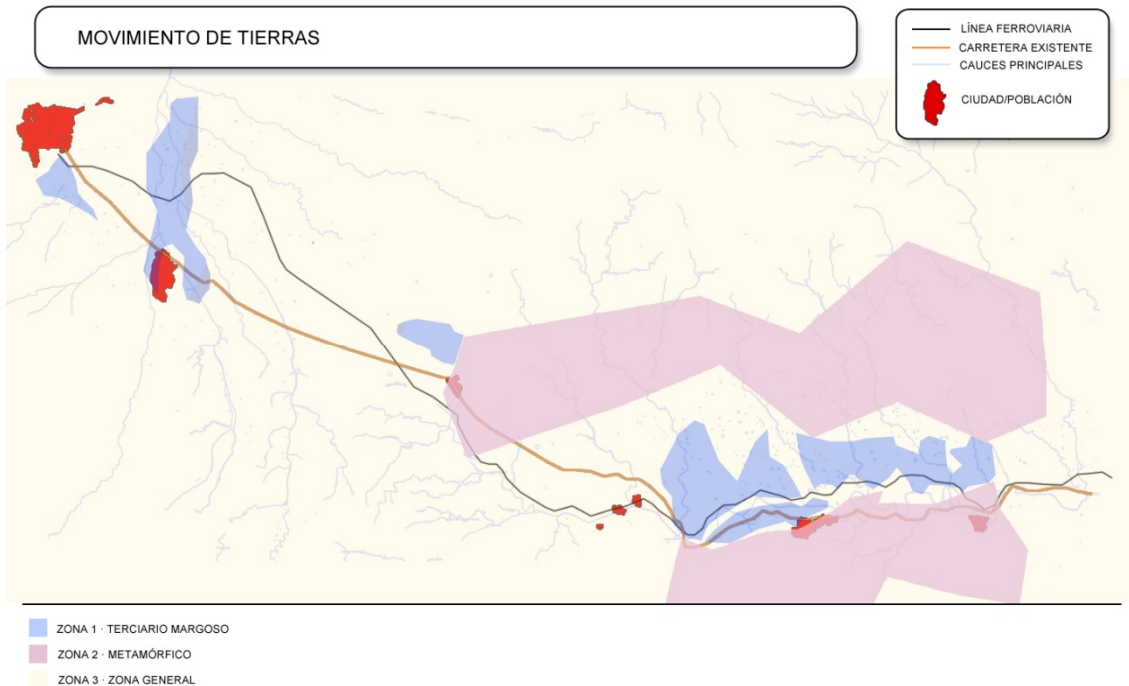 MOVIMIENTO DE TIERRAS
LÍNEA FERROVIARIA
CARRETERA EXISTENTE
CAUCES PRINCIPALES
CIUDAD/POBLACIÓN
ZONA 1 · TERCIARIO MARGOSO
ZONA 2 · METAMÓRFICO
ZONA 3 · ZONA GENERAL